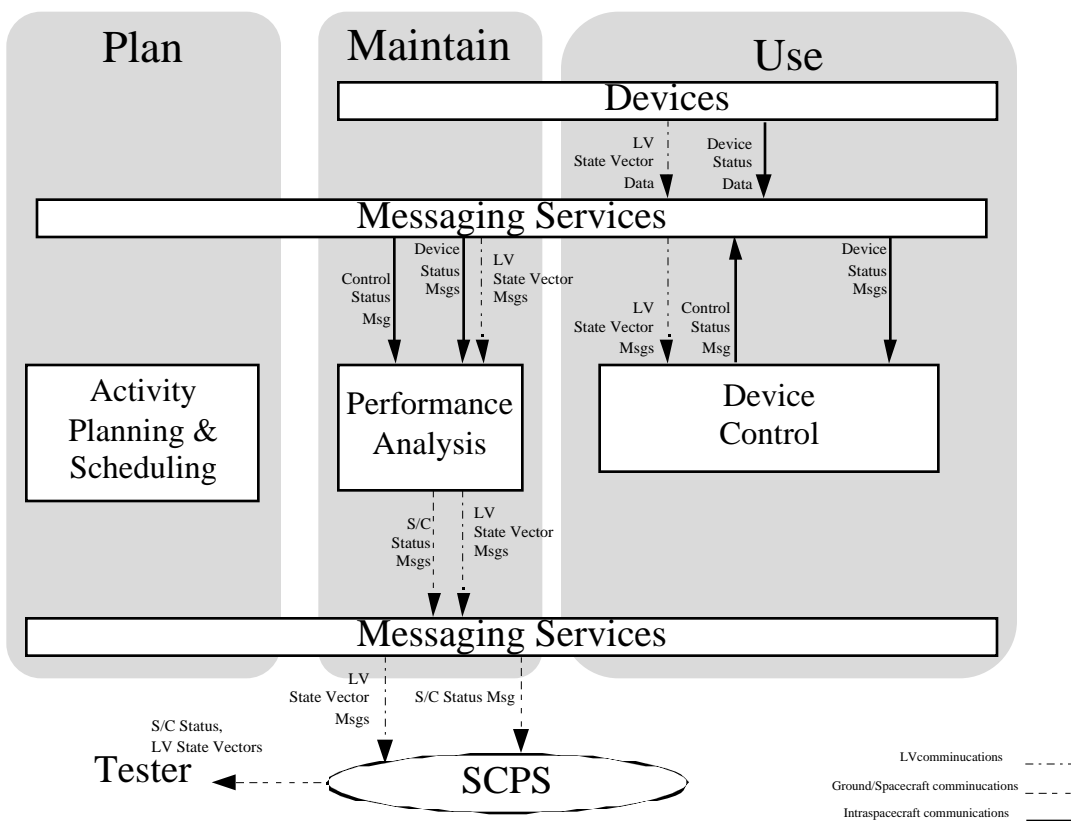 Plan
Maintain
Use
Devices
LV
State Vector
Data
Device
Status
Data
Messaging Services
Control
Status
Msg
Device
Status
Msgs
LV
State Vector
Msgs
LV
State Vector
Msgs
Control
Status
Msg
Device
Status
Msgs
Activity
Planning &
Scheduling
Performance
Analysis
Device
Control
S/C
Status
Msgs
LV
State Vector
Msgs
Messaging Services
LV
State Vector
Msgs
S/C Status Msg
S/C Status,
LV State Vectors
Tester
SCPS
LVcomminucations
Ground/Spacecraft comminucations
Intraspacecraft communications